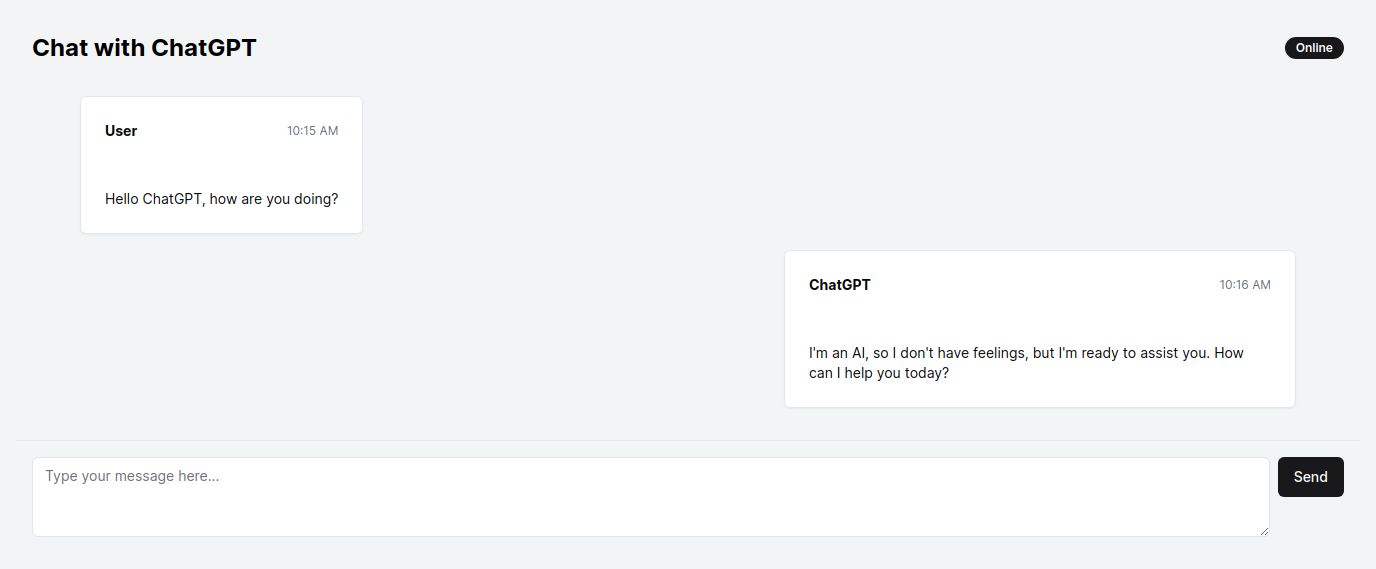 Chat with ChatGPT
Online
User
10:15 AM
Hello ChatGPT, how are you doing?
ChatGPT
10:16 AM
I'm an AI, so I don't have feelings, but I'm ready to assist you. How
can I help you today?
Type your message here...
Send